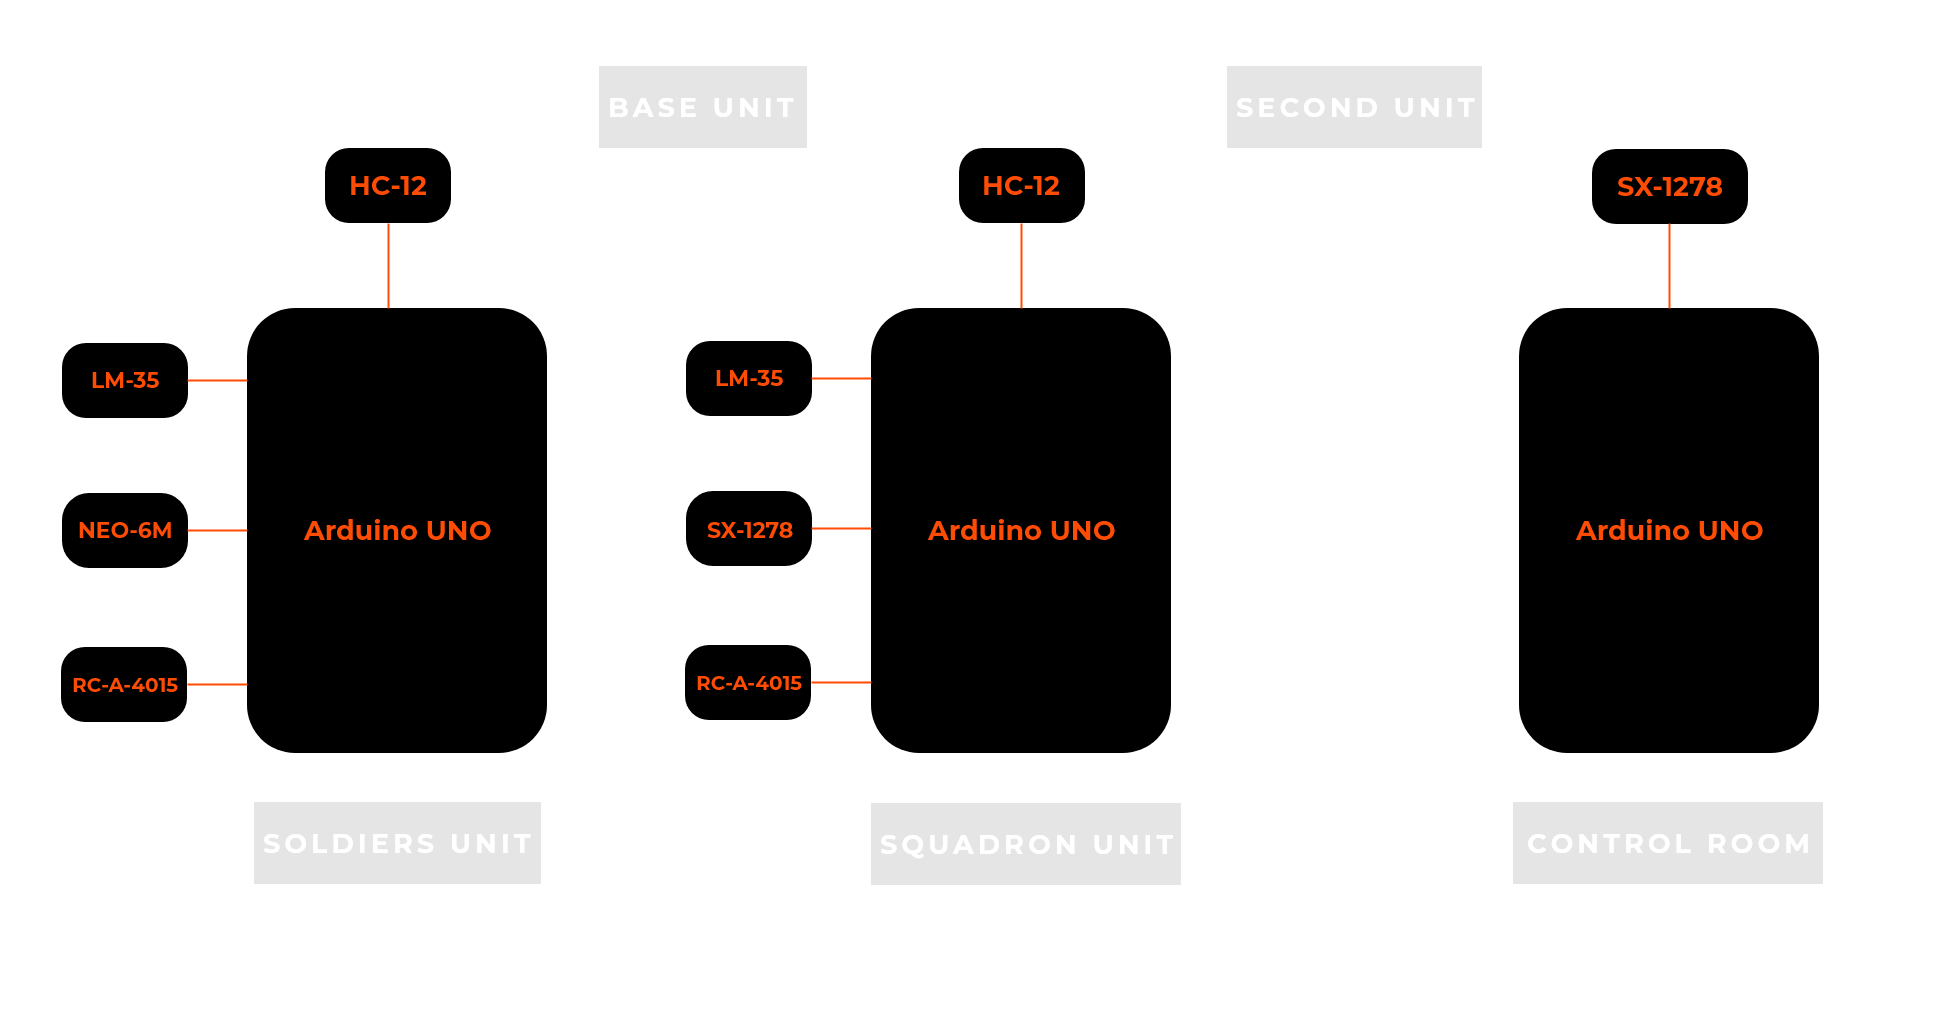 BASE UNIT
SECOND UNIT
HC-12
HC-12
SX-1278
LM-35
LM-35
NEO-6M
Arduino UNO
SX-1278
Arduino UNO
Arduino UNO
RC-A-4015
RC-A-4015
SOLDIERS UNIT
SQUADRON UNIT
CONTROL ROOM